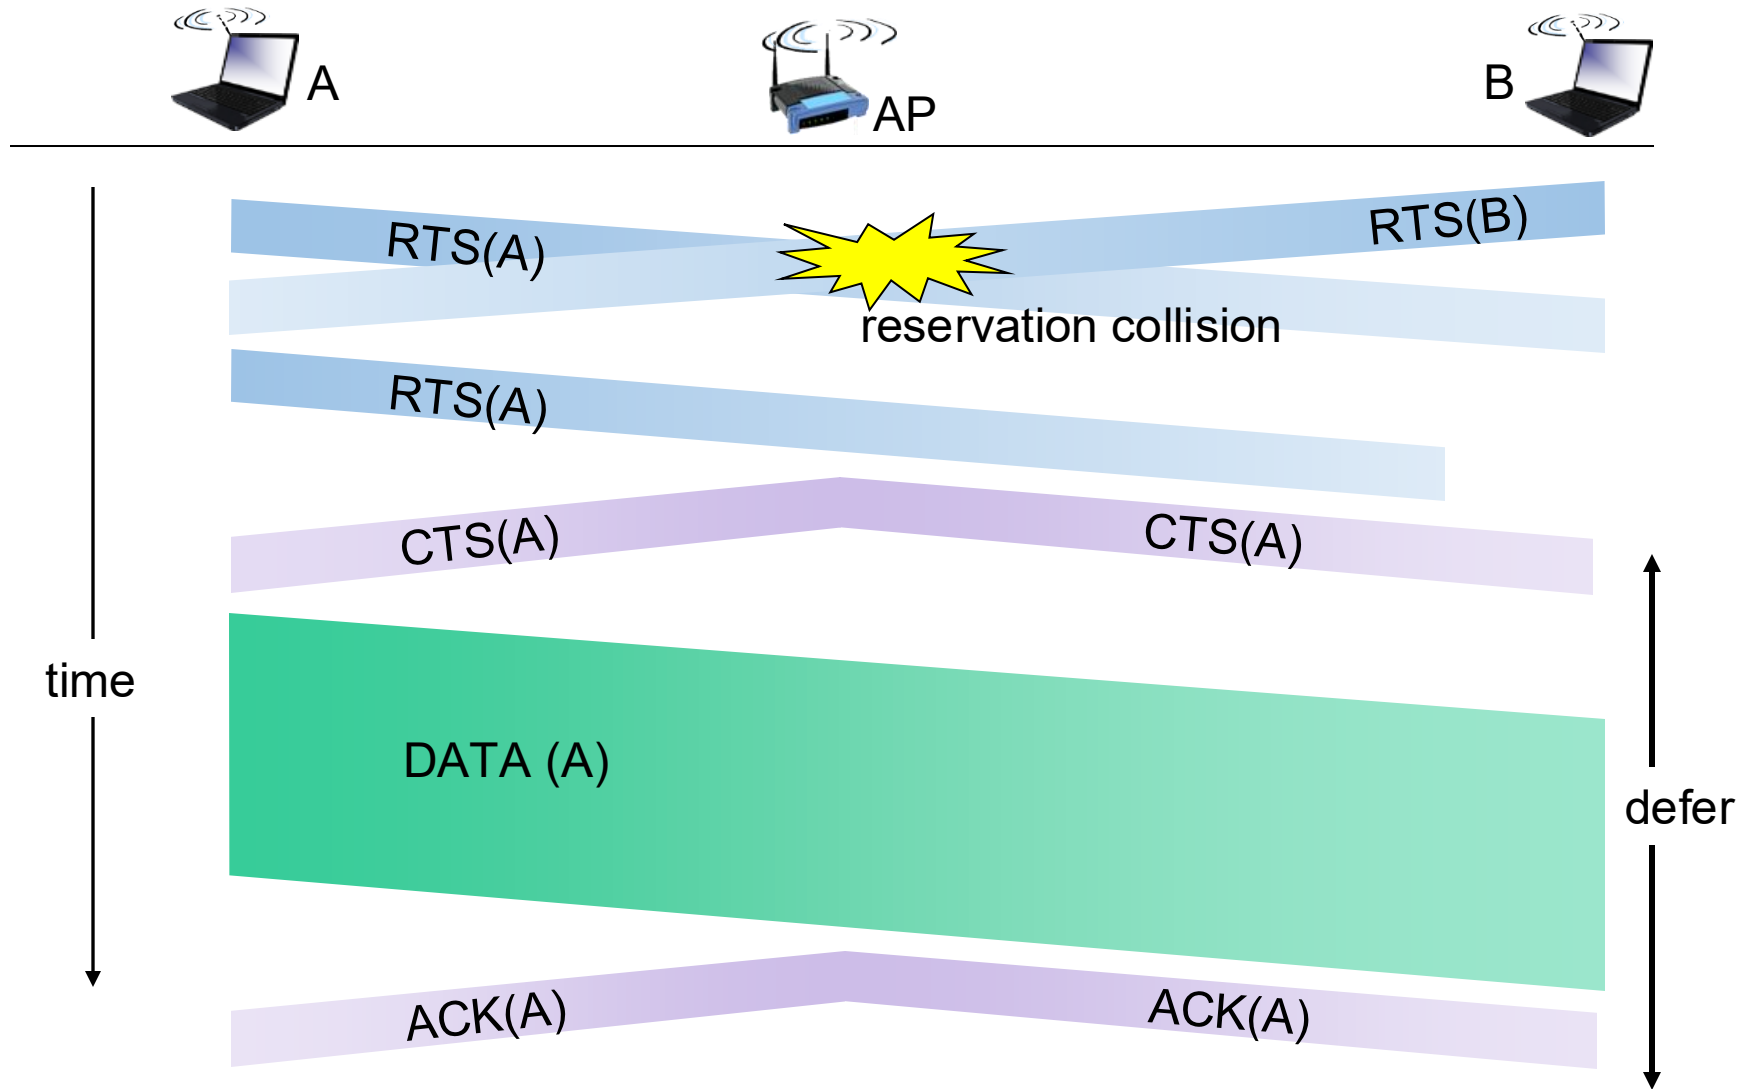 A
AP
B
RTS(A)
RTS(B)
reservation collision
RTS(A)
CTS(A)
CTS(A)
time
DATA (A)
defer
ACK(A)
ACK(A)